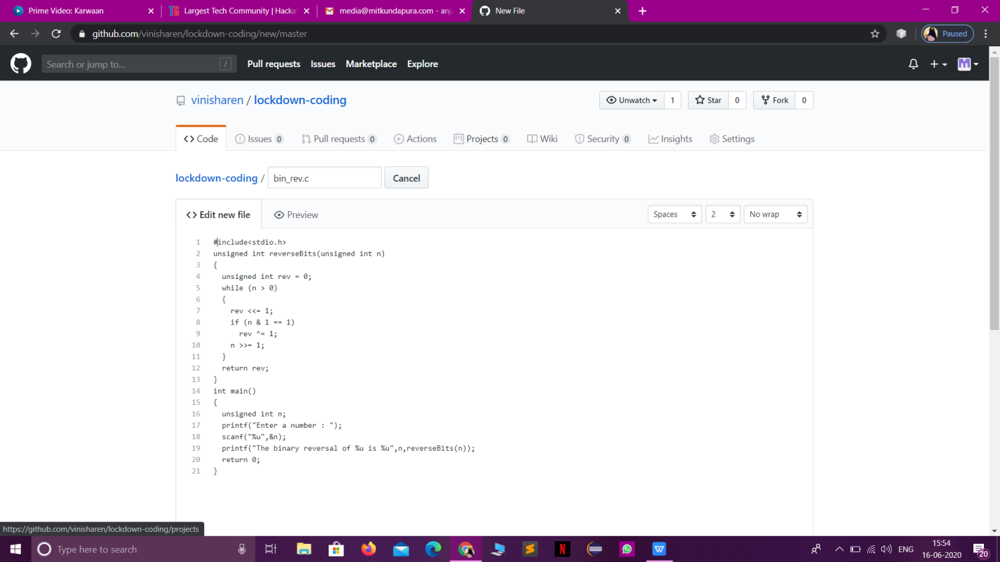 Prime Video: Karwaan
Largest Tech Community | Hacka
media@mitkundapura.com - anja
New File
github.com/vinisharen/lockdown-coding/new/master
Paused
Search or jump to...
/
Pull requests
Issues
Marketplace
Explore
vinisharen / lockdown-coding
Unwatch 1
Star 0
Fork 0
Code
Issues 0
Pull requests 0
Actions
Projects 0
Wiki
Security 0
Insights
Settings
lockdown-coding / bin_rev.c
Cancel
Edit new file
Preview
Spaces
2
No wrap
1 #include<stdio.h>
2 unsigned int reverseBits(unsigned int n)
3 {
4   unsigned int rev = 0;
5   while (n > 0)
6   {
7     rev <<= 1;
8     if (n & 1 == 1)
9       rev ^= 1;
10     n >>= 1;
11   }
12   return rev;
13 }
14 int main()
15 {
16   unsigned int n;
17   printf("Enter a number : ");
18   scanf("%u",&n);
19   printf("The binary reversal of %u is %u",n,reverseBits(n));
20   return 0;
21 }
https://github.com/vinisharen/lockdown-coding/projects
Type here to search
ENG
15:54
16-06-2020
20